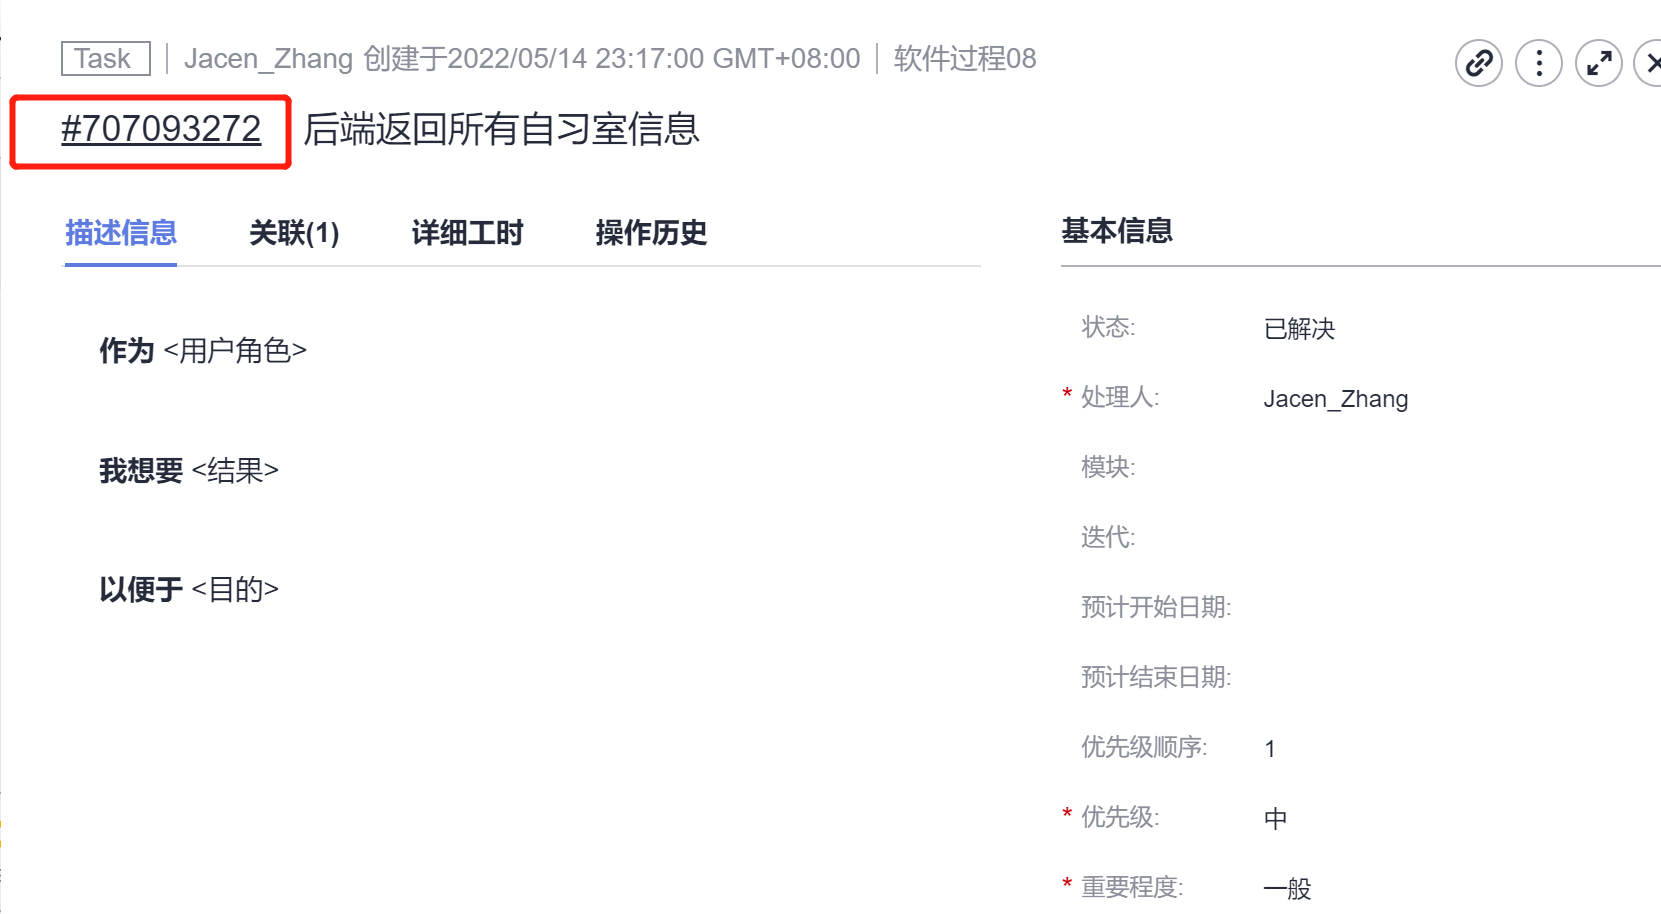 Task Jacen_Zhang 创建于2022/05/14 23:17:00 GMT+08:00 软件过程08
#707093272 后端返回所有自习室信息
描述信息 关联(1) 详细工时 操作历史
作为 <用户角色>
我想要 <结果>
以便于 <目的>
基本信息
状态: 已解决
* 处理人: Jacen_Zhang
模块:
迭代:
预计开始日期:
预计结束日期:
优先级顺序: 1
* 优先级: 中
* 重要程度: 一般